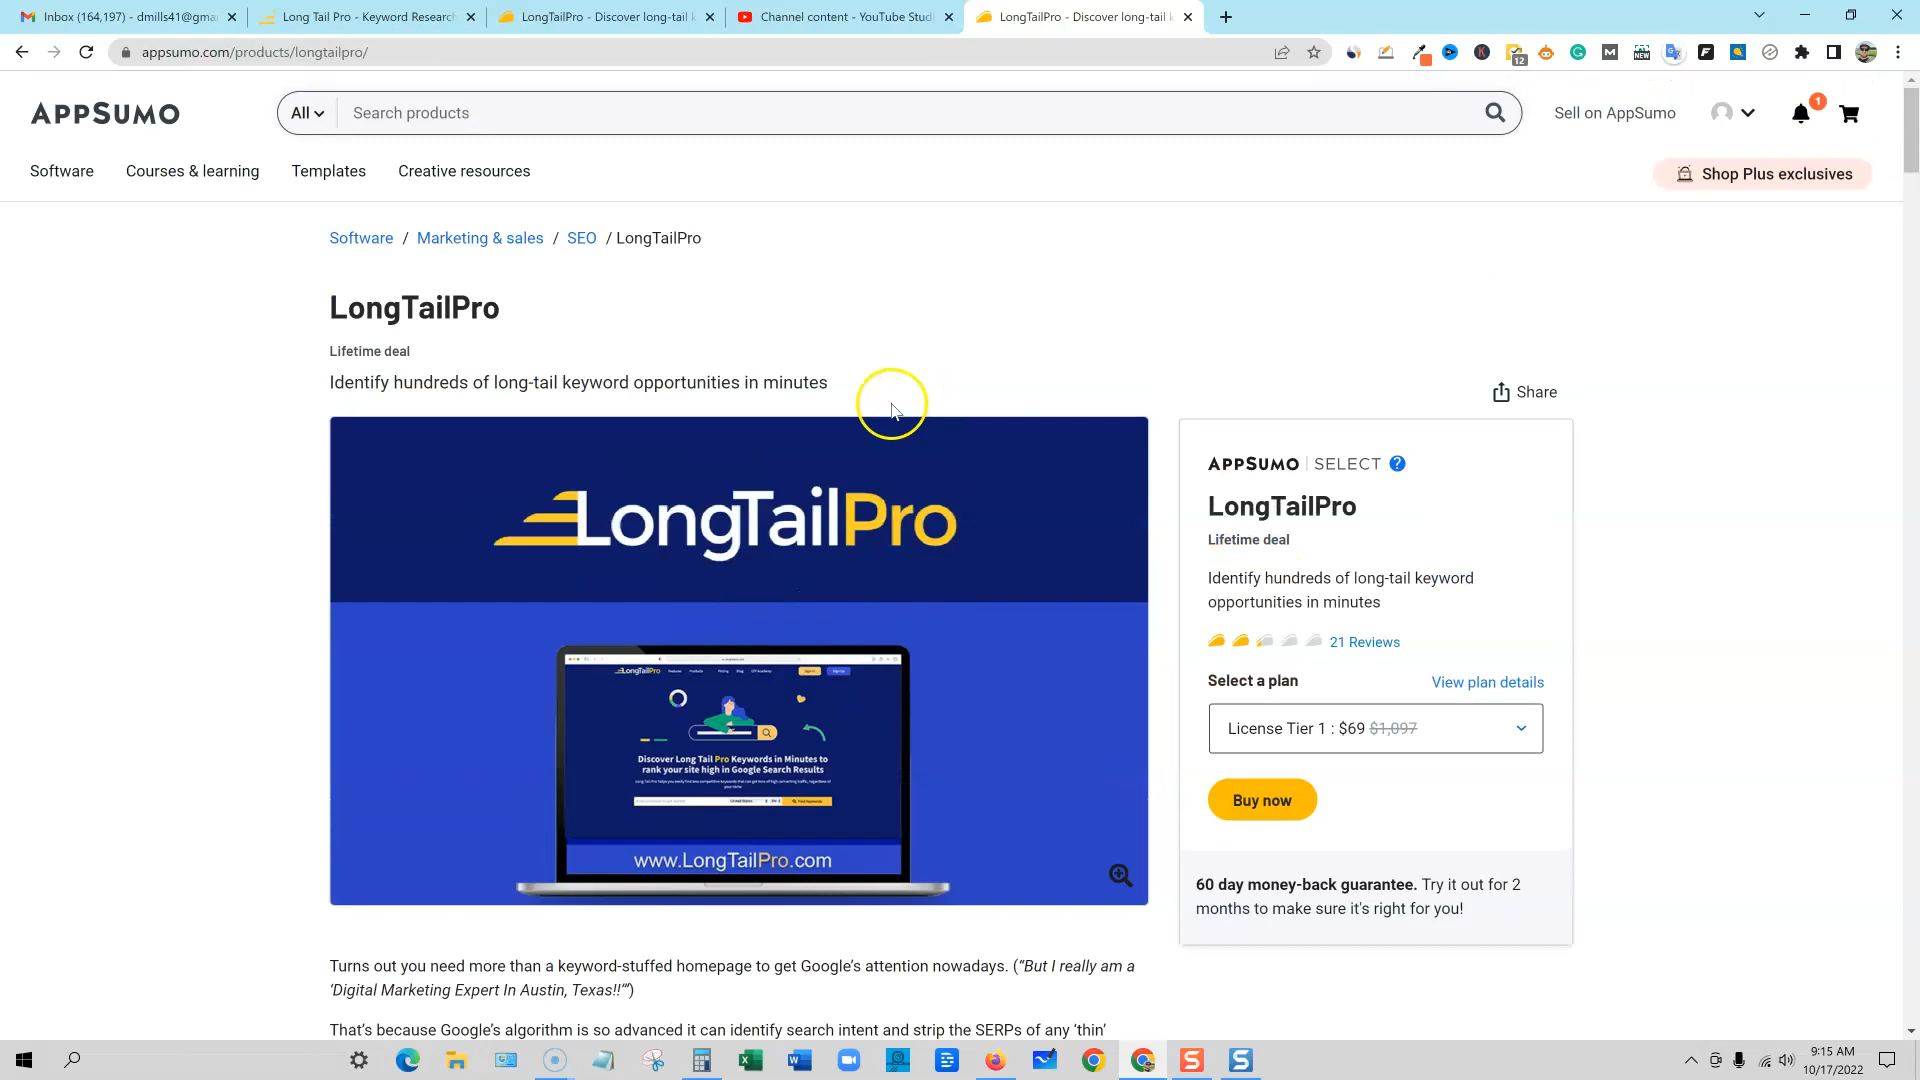 Inbox (164,197) - dmills41@gma
Long Tail Pro - Keyword Research
LongTailPro - Discover long-tail k
Channel content - YouTube Studi
LongTailPro - Discover long-tail k
appsumo.com/products/longtailpro/
12
NEW
APPSUMO
All
Search products
Sell on AppSumo
1
Software
Courses & learning
Templates
Creative resources
Shop Plus exclusives
Software / Marketing & sales / SEO / LongTailPro
LongTailPro
Lifetime deal
Identify hundreds of long-tail keyword opportunities in minutes
Share
LongTailPro
LongTailPro
Discover Long Tail Pro Keywords in Minutes to
rank your site high in Google Search Results
www.LongTailPro.com
APPSUMO | SELECT ?
LongTailPro
Lifetime deal
Identify hundreds of long-tail keyword
opportunities in minutes
21 Reviews
Select a plan
View plan details
License Tier 1 : $69 $1,097
Buy now
60 day money-back guarantee. Try it out for 2
months to make sure it's right for you!
Turns out you need more than a keyword-stuffed homepage to get Google’s attention nowadays. (“But I really am a
‘Digital Marketing Expert In Austin, Texas!!’”)
That’s because Google’s algorithm is so advanced it can identify search intent and strip the SERPs of any ‘thin’
9:15 AM
10/17/2022